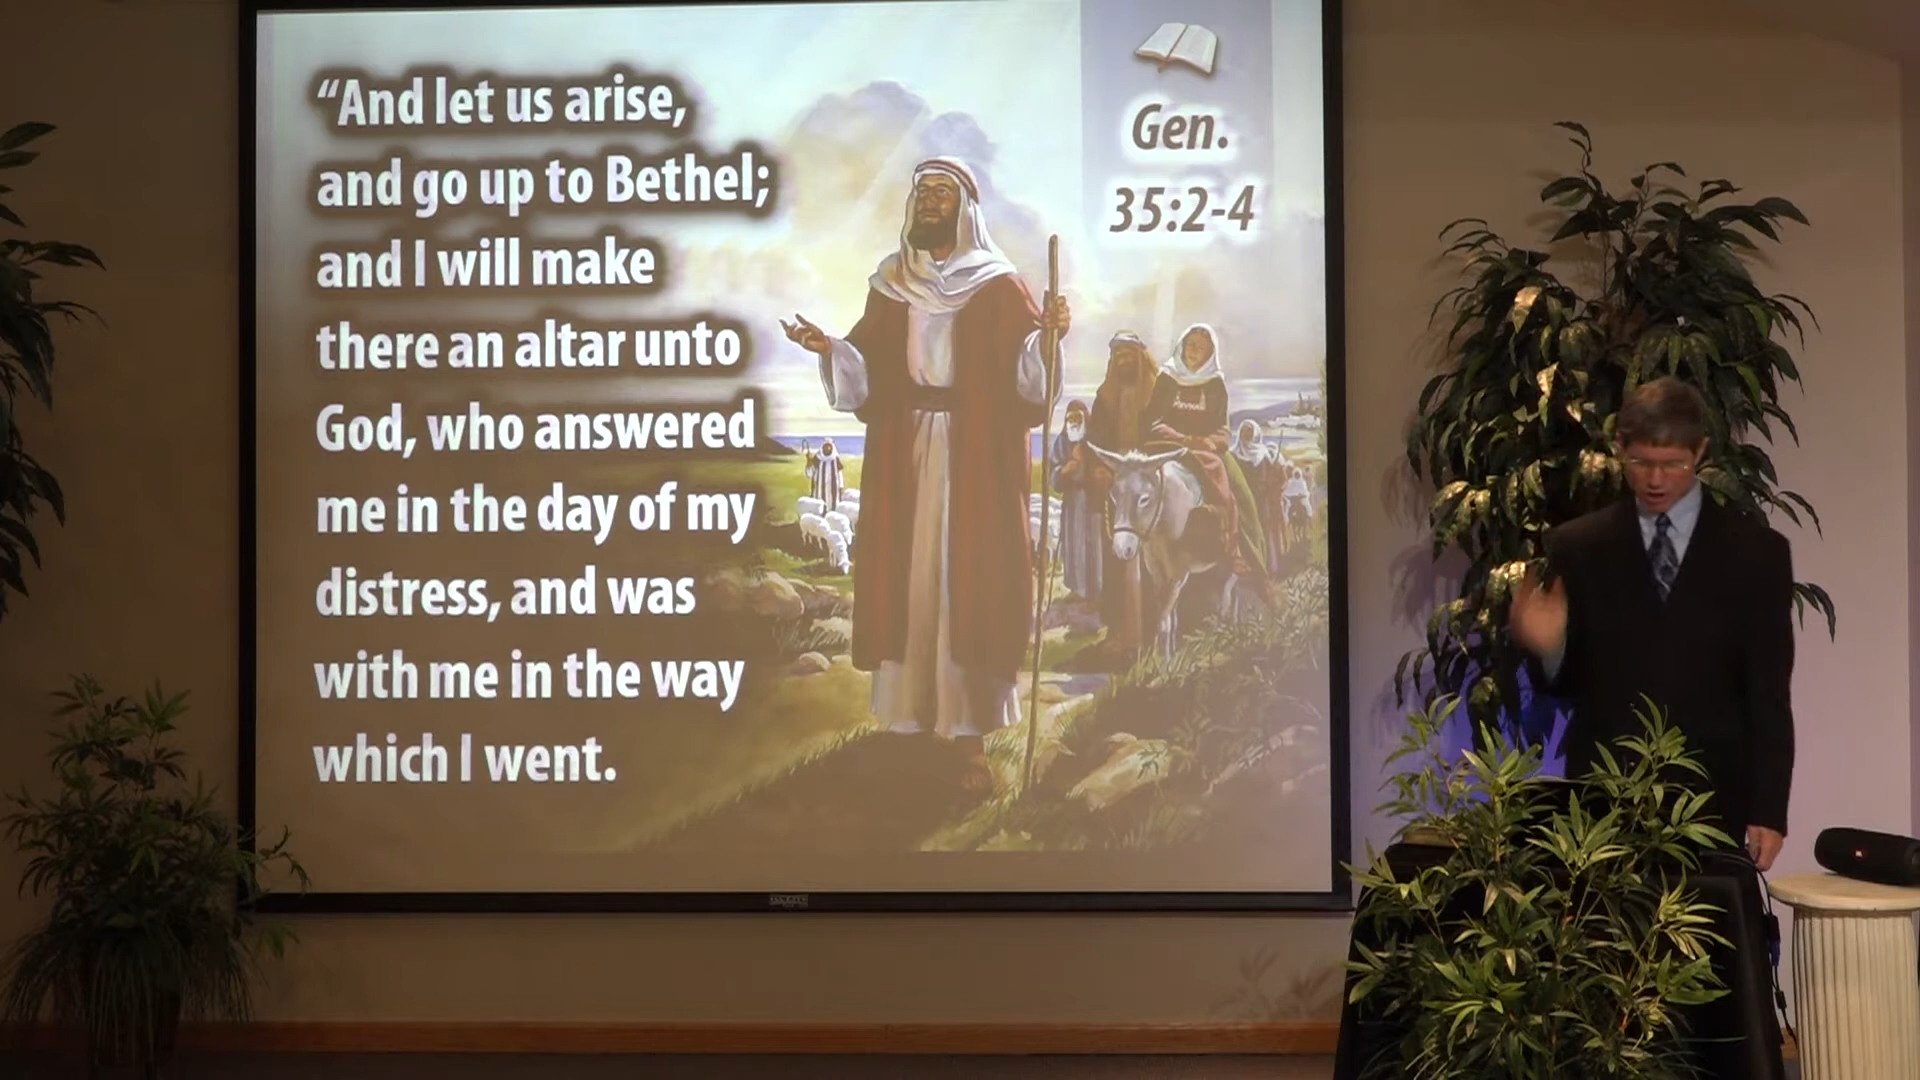 “And let us arise,
and go up to Bethel;
and I will make
there an altar unto
God, who answered
me in the day of my
distress, and was
with me in the way
which I went.
Gen.
35:2-4